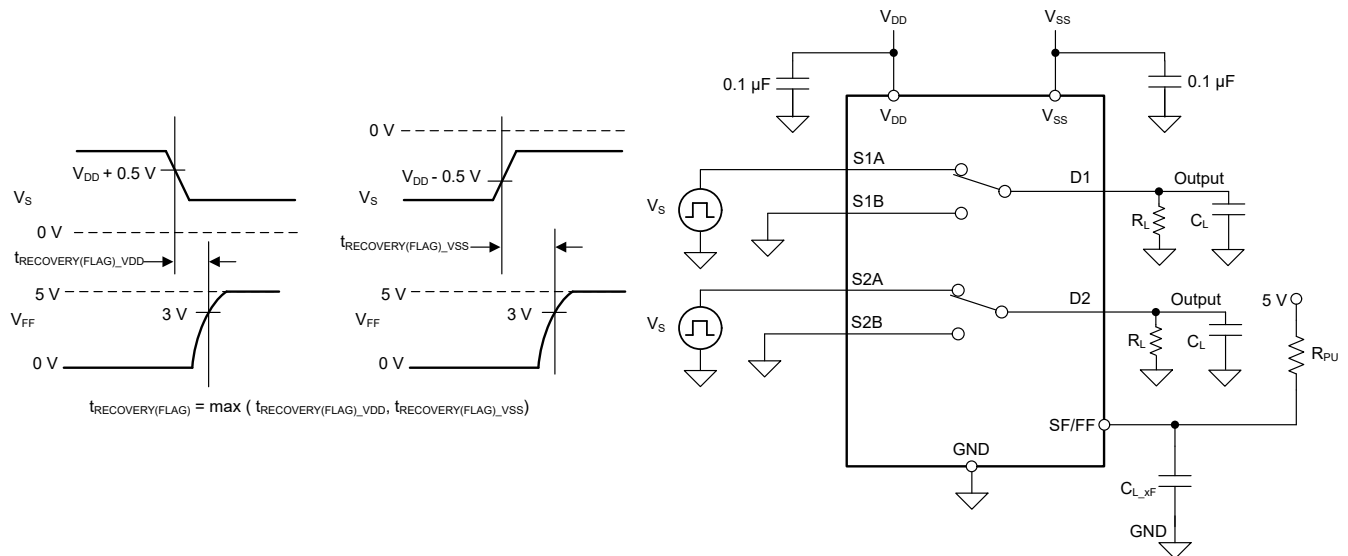 0 V
V_DD + 0.5 V
V_S
0 V
t_RECOVERY(FLAG)_VDD
5 V
3 V
V_FF
0 V
V_DD - 0.5 V
V_S
t_RECOVERY(FLAG)_VSS
5 V
3 V
V_FF
0 V
t_RECOVERY(FLAG) = max ( t_RECOVERY(FLAG)_VDD, t_RECOVERY(FLAG)_VSS)
V_DD
V_SS
0.1 µF
0.1 µF
V_DD
V_SS
S1A
D1
Output
V_S
S1B
R_L
C_L
S2A
D2
Output
5 V
V_S
S2B
R_L
C_L
R_PU
SF/FF
GND
C_L_xF
GND